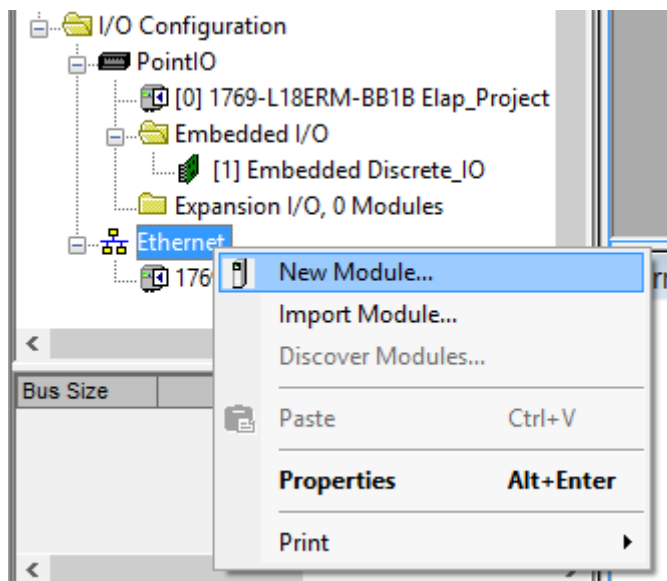 I/O Configuration
PointIO
[0] 1769-L18ERM-BB1B Elap_Project
Embedded I/O
[1] Embedded Discrete_IO
Expansion I/O, 0 Modules
Ethernet
176
New Module...
Import Module...
Discover Modules...
Bus Size
Paste Ctrl+V
Properties Alt+Enter
Print